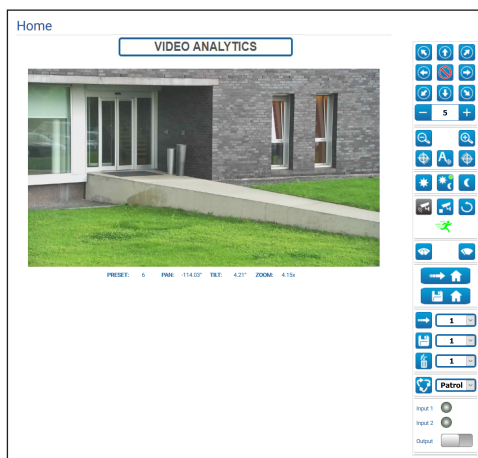 Home
VIDEO ANALYTICS
5
A
PRESET: 6 PAN: -114.03° TILT: 4.21° ZOOM: 4.15x
1
1
1
Patrol
Input 1
Input 2
Output